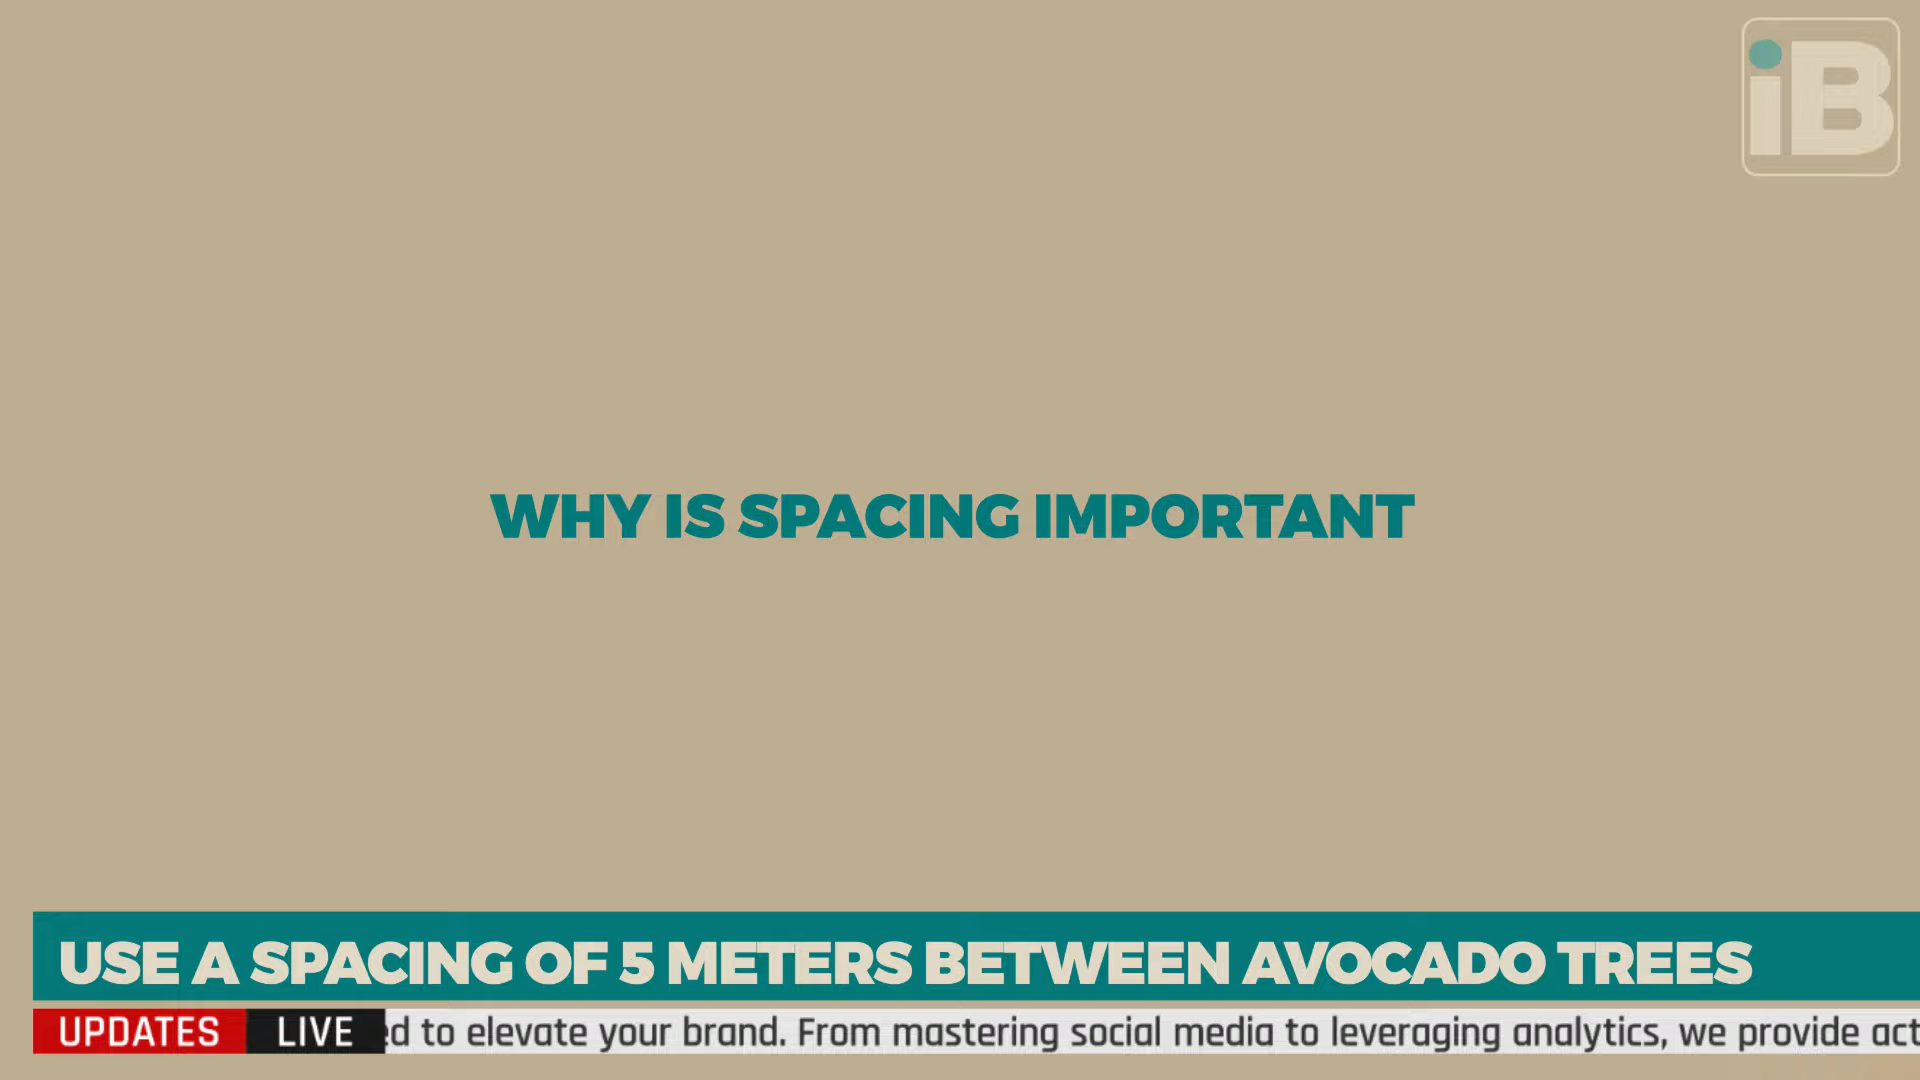 iB
WHY IS SPACING IMPORTANT
USE A SPACING OF 5 METERS BETWEEN AVOCADO TREES
UPDATES LIVE to elevate your brand. From mastering social media to leveraging analytics, we provide